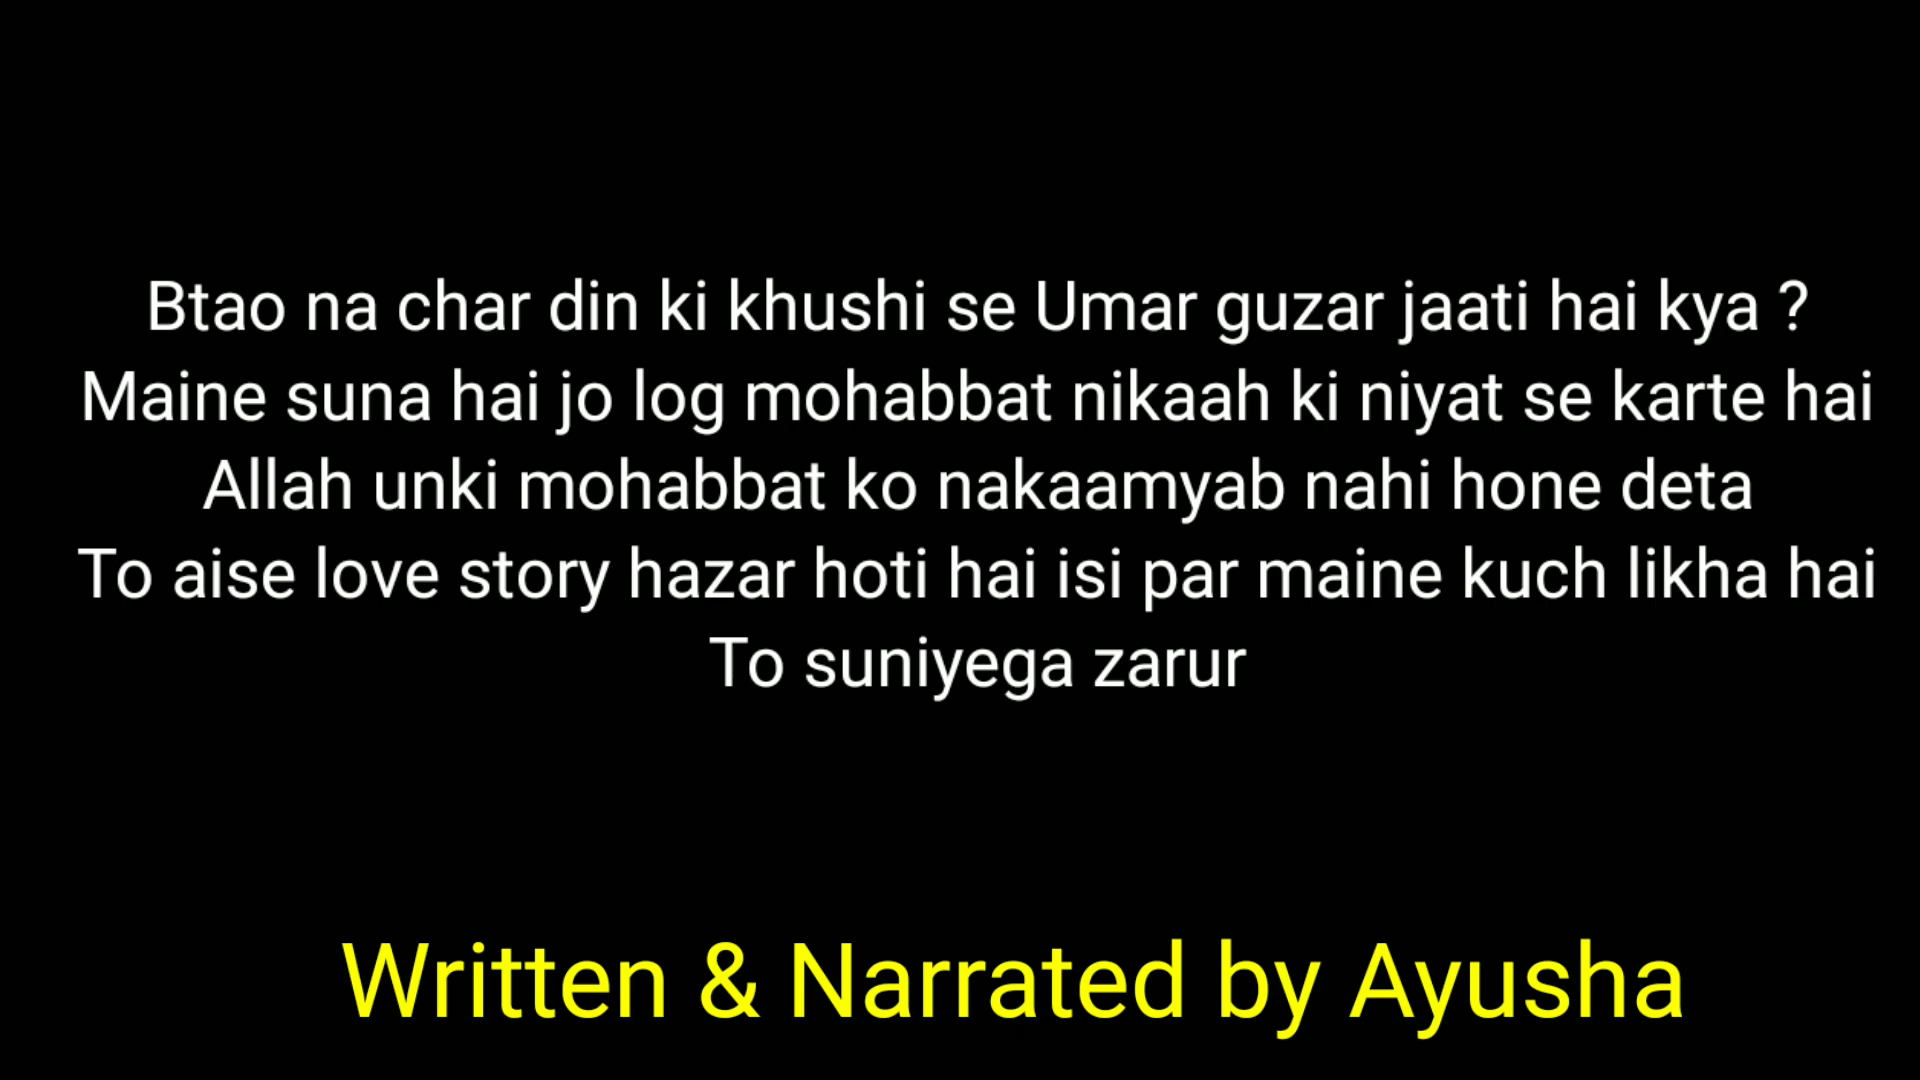 Btao na char din ki khushi se Umar guzar jaati hai kya ?
Maine suna hai jo log mohabbat nikaah ki niyat se karte hai
Allah unki mohabbat ko nakaamyab nahi hone deta
To aise love story hazar hoti hai isi par maine kuch likha hai
To suniyega zarur
Written & Narrated by Ayusha